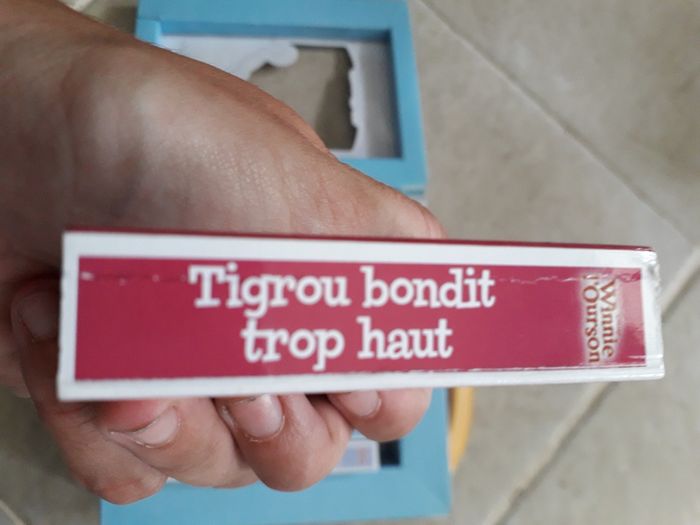 Tigrou bondit
trop haut
Winnie
l'Ourson